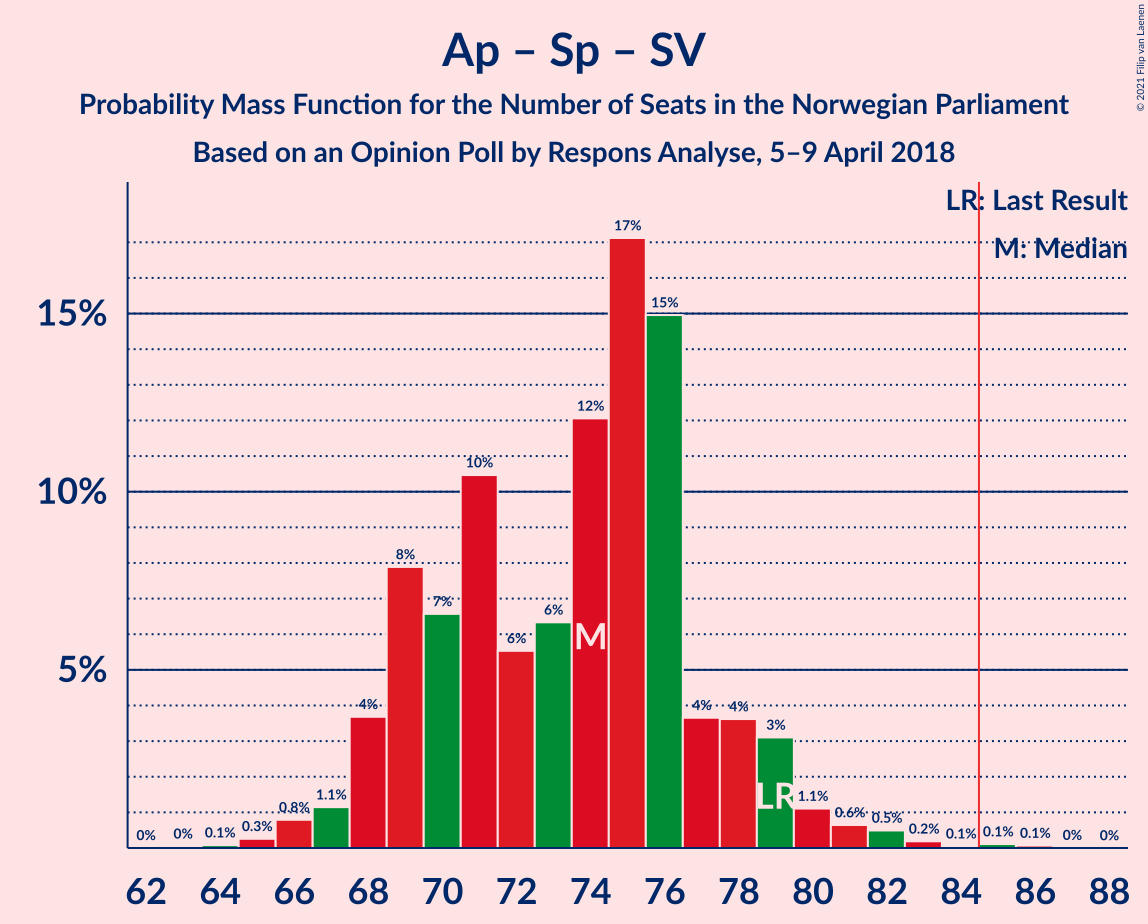 © 2021 Filip van Laenen
Ap – Sp – SV
Probability Mass Function for the Number of Seats in the Norwegian Parliament
Based on an Opinion Poll by Respons Analyse, 5–9 April 2018
LR: Last Result
M: Median
15%
10%
5%
0% 0% 0.1% 0.3% 0.8% 1.1% 4% 8% 7% 10% 6% 6% 12% 17% 15% 4% 4% 3% 1.1% 0.6% 0.5% 0.2% 0.1% 0.1% 0.1% 0% 0%
M
LR
62 64 66 68 70 72 74 76 78 80 82 84 86 88